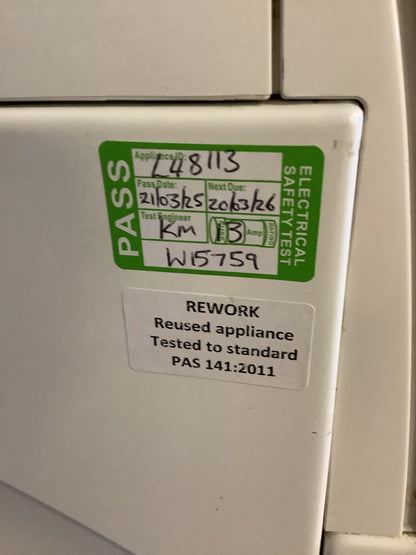 PASS
Appliance ID:
L48113
Pass Date: Next Due:
21/03/25 20/03/26
Test Engineer
KM 13 Amp
W15759
ELECTRICAL
SAFETY TEST
REWORK
Reused appliance
Tested to standard
PAS 141:2011